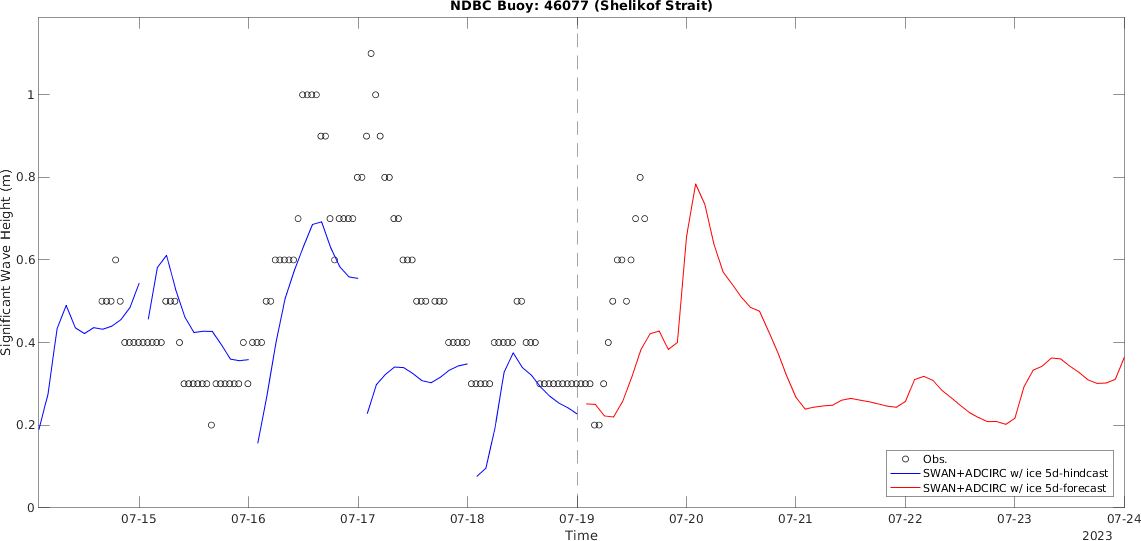 NDBC Buoy: 46077 (Shelikof Strait)
Significant Wave Height (m)
1
0.8
0.6
0.4
0.2
0
Obs.
SWAN+ADCIRC w/ ice 5d-hindcast
SWAN+ADCIRC w/ ice 5d-forecast
07-15 07-16 07-17 07-18 07-19 07-20 07-21 07-22 07-23 07-24
Time
2023